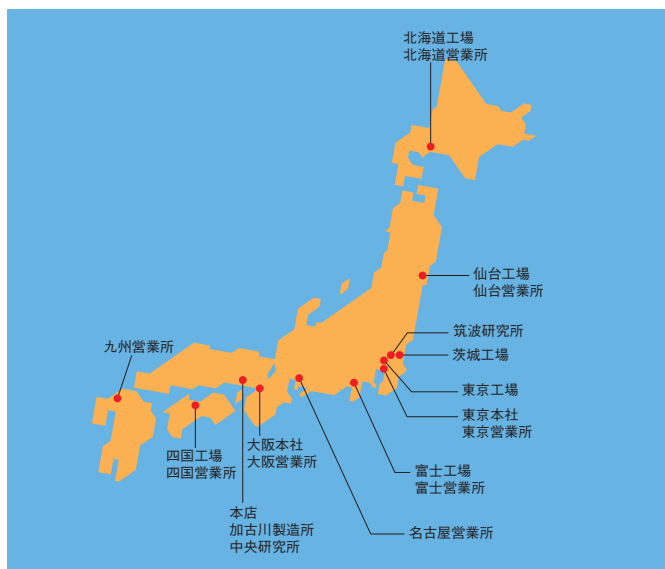 北海道工場
北海道営業所
仙台工場
仙台営業所
筑波研究所
茨城工場
九州営業所
東京工場
東京本社
東京営業所
大阪本社
大阪営業所
四国工場
四国営業所
富士工場
富士営業所
本店
加古川製造所
中央研究所
名古屋営業所